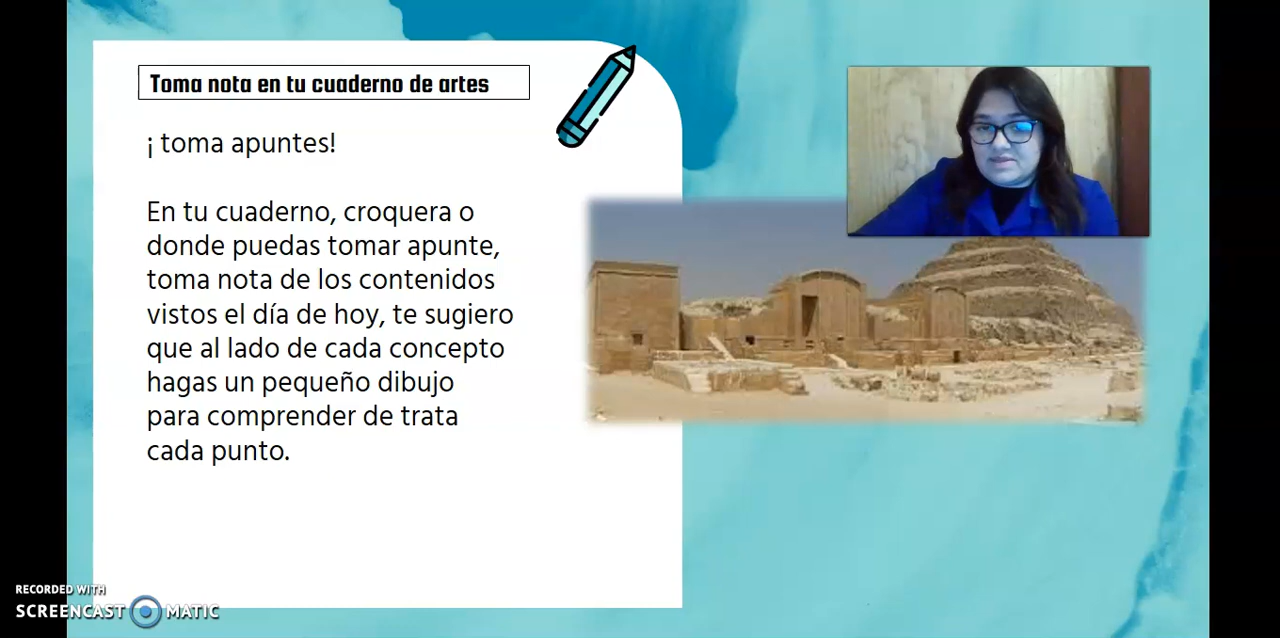 Toma nota en tu cuaderno de artes
¡ toma apuntes!
En tu cuaderno, croquera o
donde puedas tomar apunte,
toma nota de los contenidos
vistos el día de hoy, te sugiero
que al lado de cada concepto
hagas un pequeño dibujo
para comprender de trata
cada punto.
RECORDED WITH
SCREENCAST MATIC